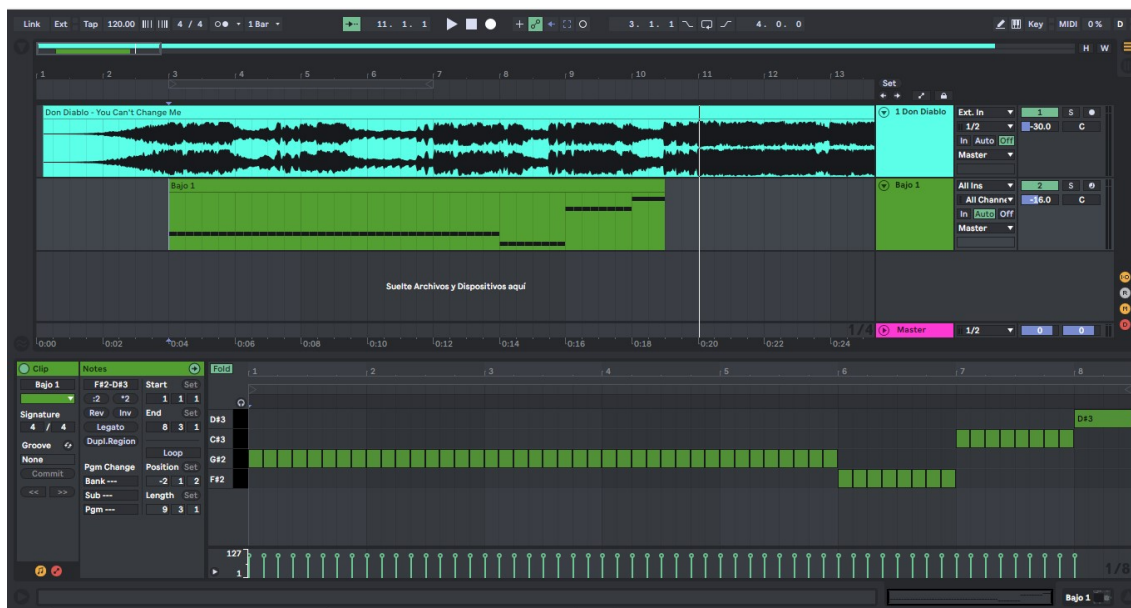 Link Ext Tap 120.00 4 / 4 1 Bar 11. 1. 1 3. 1. 1 4. 0. 0 Key MIDI 0 % D
H W
1 2 3 4 5 6 7 8 9 10 11 12 13
Set
Don Diablo - You Can't Change Me
1 Don Diablo Ext. In 1 S
1/2 -30.0 C
In Auto Off
Master
Bajo 1
Bajo 1 All Ins 2 S
All Channe -16.0 C
In Auto Off
Master
Suelte Archivos y Dispositivos aquí
1/4 Master 1/2 0 0
0:00 0:02 0:04 0:06 0:08 0:10 0:12 0:14 0:16 0:18 0:20 0:22 0:24
I·O
R
M
D
Clip Notes Fold 1 2 3 4 5 6 7 8
Bajo 1 F#2-D#3 Start Set
:2 *2 1 1 1
Signature Rev Inv End Set
4 / 4 Legato 8 3 1
D#3 D#3
Groove Dupl.Region
C#3
None Loop
G#2
Commit Pgm Change Position Set
<< >> Bank --- -2 1 2
F#2
Sub --- Length Set
Pgm --- 9 3 1
127
1 1/8
Bajo 1